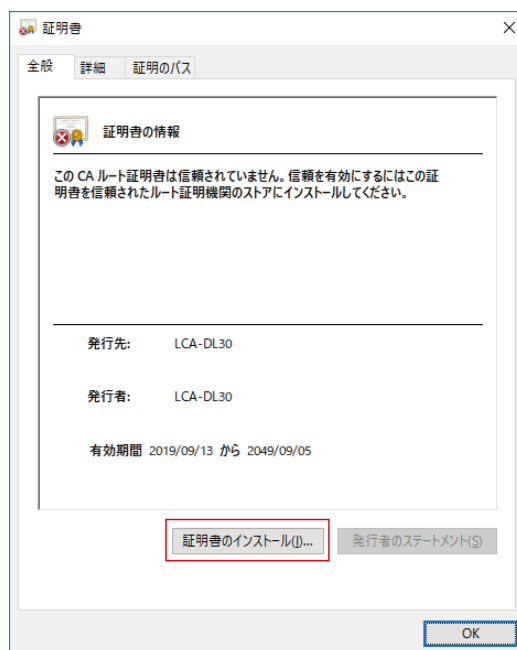 証明書
全般 詳細 証明のパス
証明書の情報
この CA ルート証明書は信頼されていません。信頼を有効にするにはこの証
明書を信頼されたルート証明機関のストアにインストールしてください。
発行先: LCA-DL30
発行者: LCA-DL30
有効期間 2019/09/13 から 2049/09/05
証明書のインストール(I)... 発行者のステートメント(S)
OK